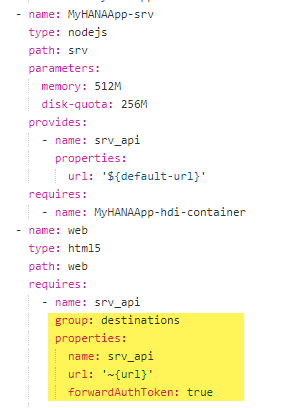 - name: MyHANAApp-srv
type: nodejs
path: srv
parameters:
memory: 512M
disk-quota: 256M
provides:
- name: srv_api
properties:
url: '${default-url}'
requires:
- name: MyHANAApp-hdi-container
- name: web
type: html5
path: web
requires:
- name: srv_api
group: destinations
properties:
name: srv_api
url: '~{url}'
forwardAuthToken: true